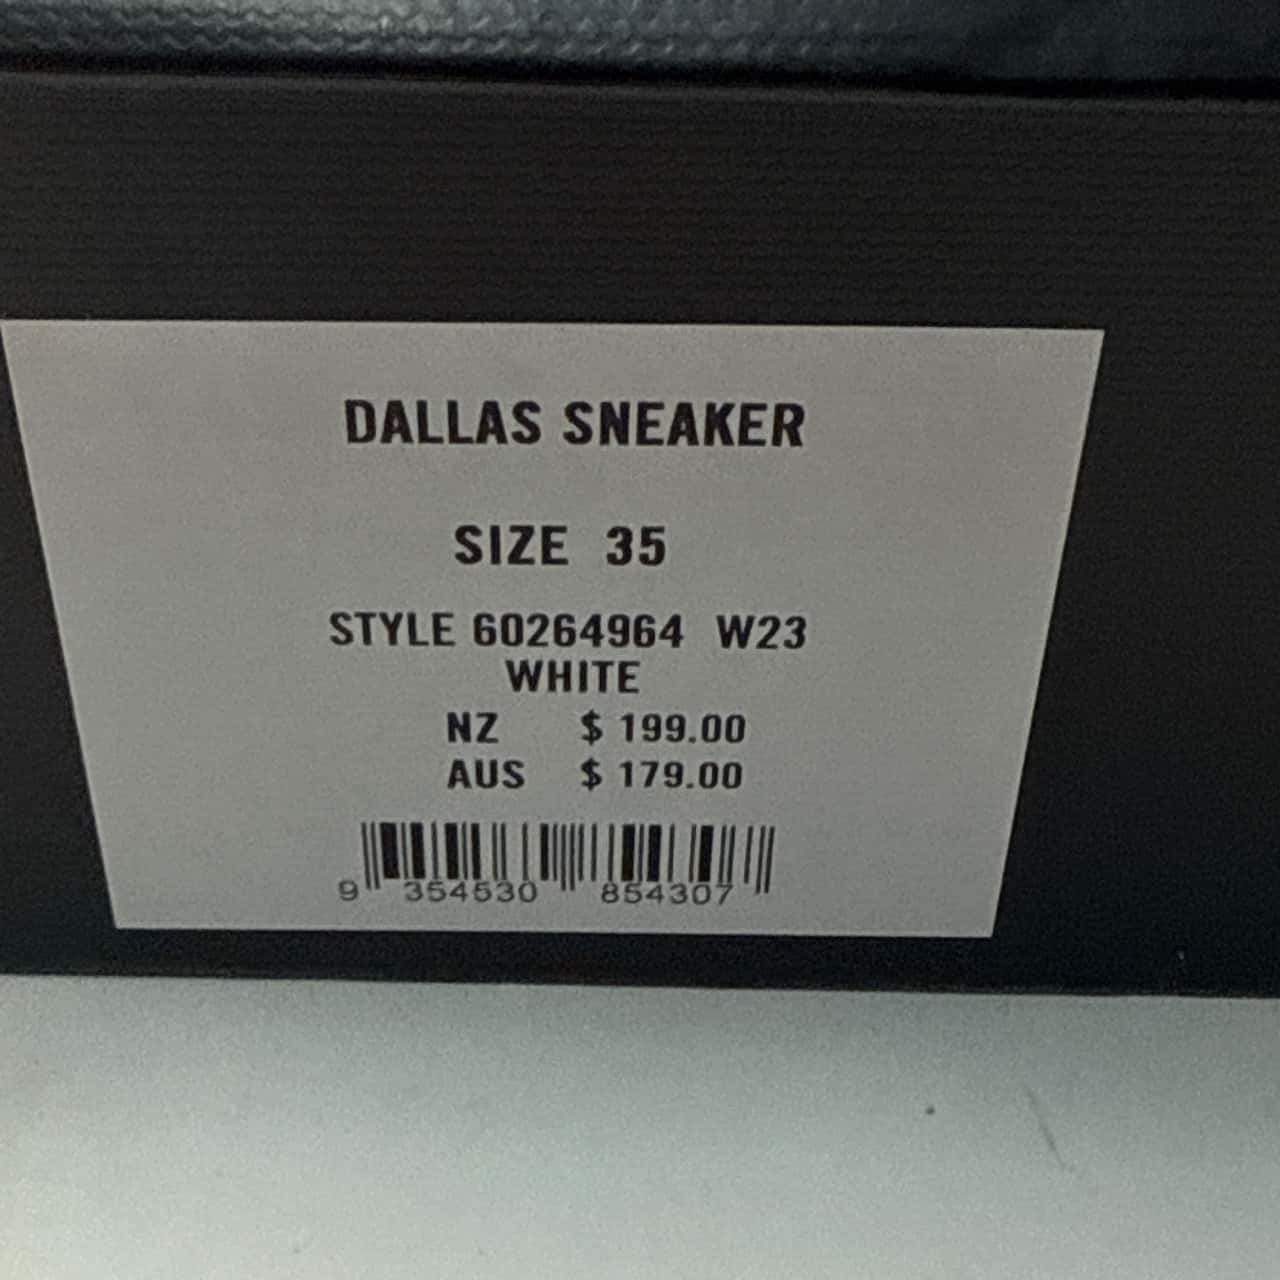 DALLAS SNEAKER
SIZE 35
STYLE 60264964 W23
WHITE
NZ $ 199.00
AUS $ 179.00
9 354530 854307